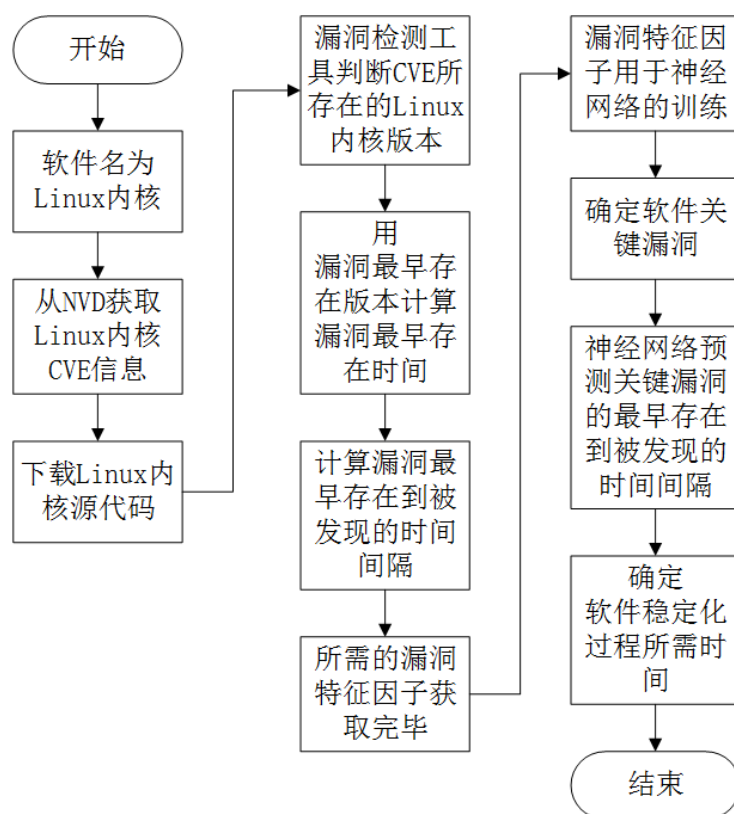 开始
软件名为
Linux内核
从NVD获取
Linux内核
CVE信息
下载Linux内
核源代码
漏洞检测工
具判断CVE所
存在的Linux
内核版本
用
漏洞最早存
在版本计算
漏洞最早存
在时间
计算漏洞最
早存在到被
发现的时间
间隔
所需的漏洞
特征因子获
取完毕
漏洞特征因
子用于神经
网络的训练
确定软件关
键漏洞
神经网络预
测关键漏洞
的最早存在
到被发现的
时间间隔
确定
软件稳定化
过程所需时
间
结束